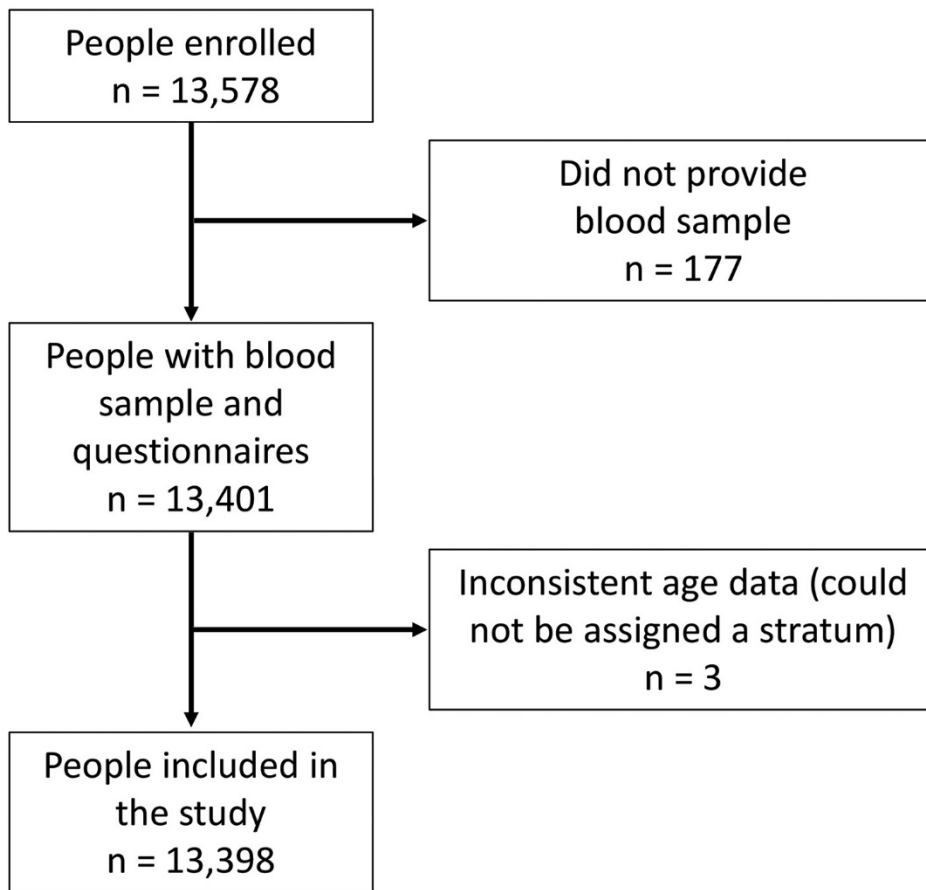 People enrolled
n = 13,578
Did not provide
blood sample
n = 177
People with blood
sample and
questionnaires
n = 13,401
Inconsistent age data (could
not be assigned a stratum)
n = 3
People included in
the study
n = 13,398